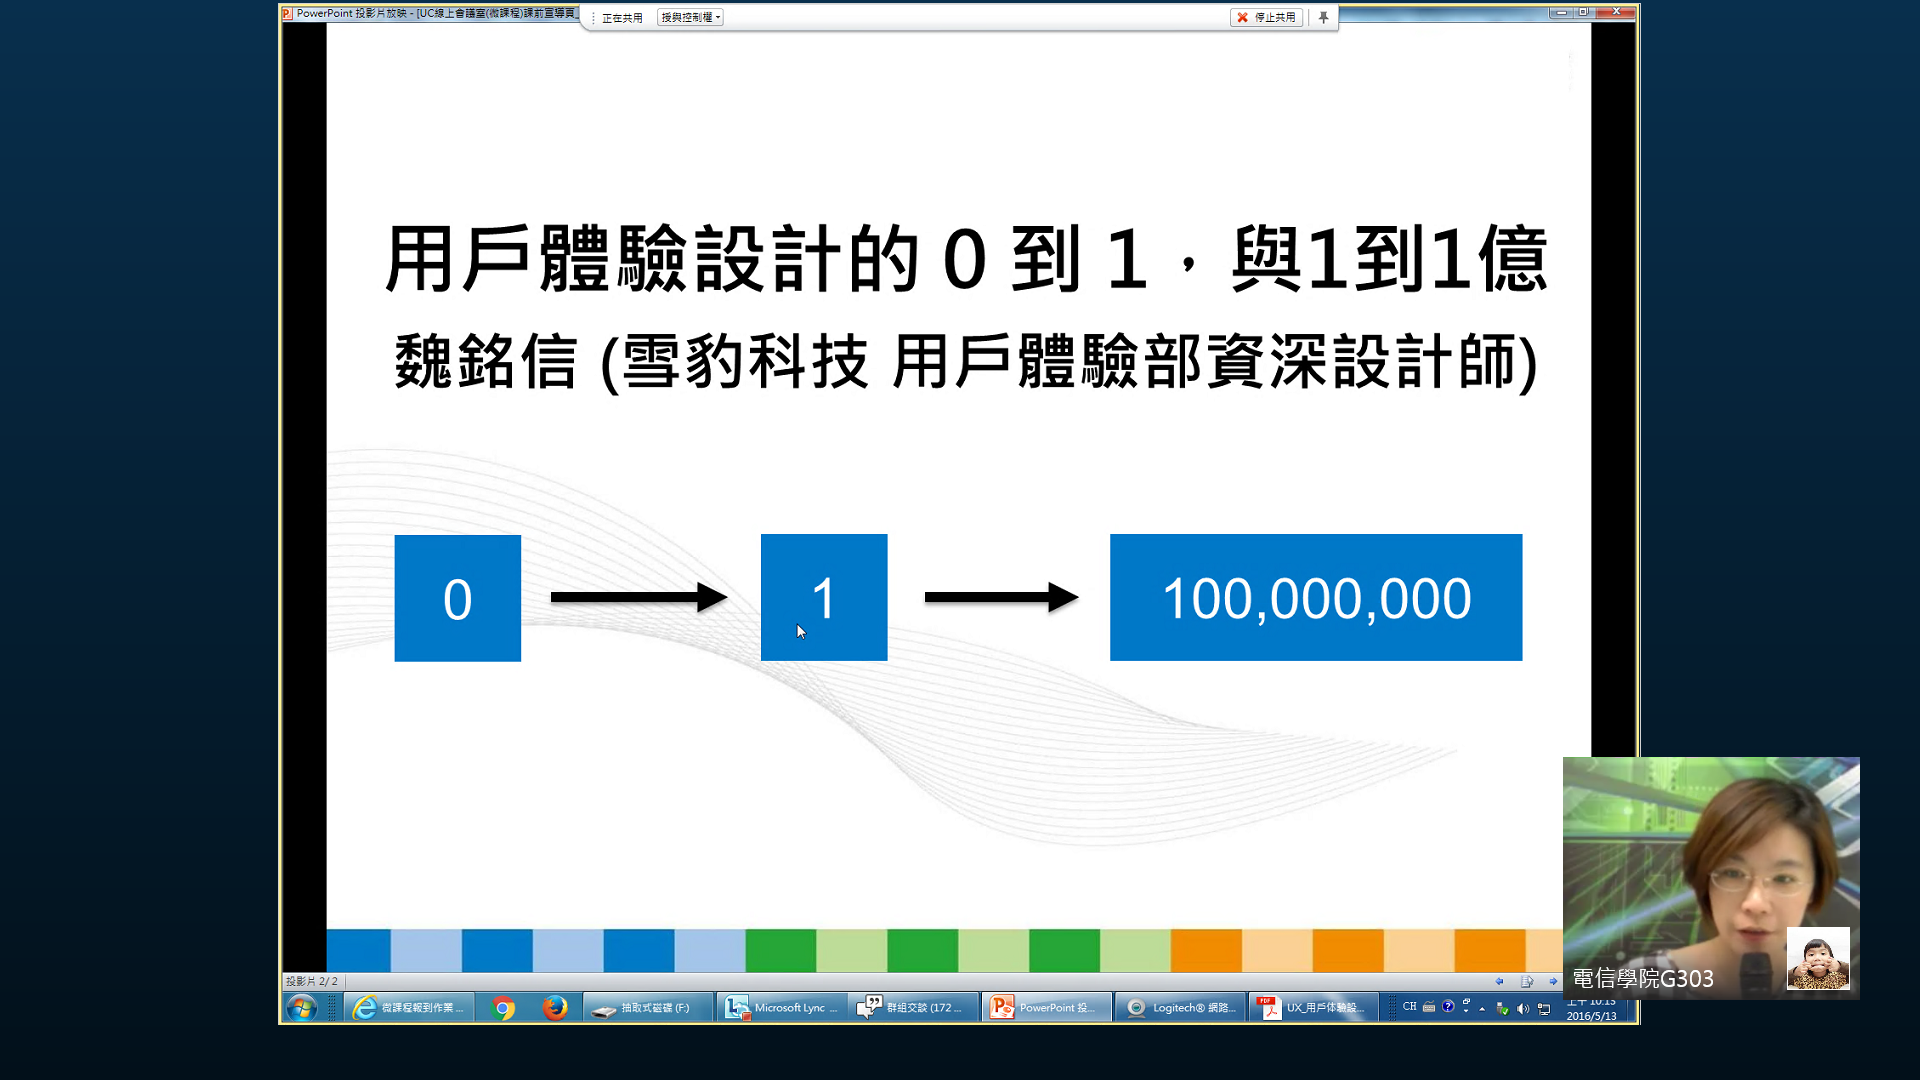 PowerPoint 投影片放映 - [UC線上會議室(微課程)課前宣導頁
正在共用
授與控制權
停止共用
用戶體驗設計的 0 到 1，與1到1億
魏銘信 (雪豹科技 用戶體驗部資深設計師)
0
1
100,000,000
電信學院G303
投影片 2/ 2
微課程報到作業 ...
抽取式磁碟 (F:)
Microsoft Lync ...
群組交談 (172 ...
PowerPoint 投...
Logitech® 網路...
UX_用戶体驗設...
CH
上午 10:13
2016/5/13